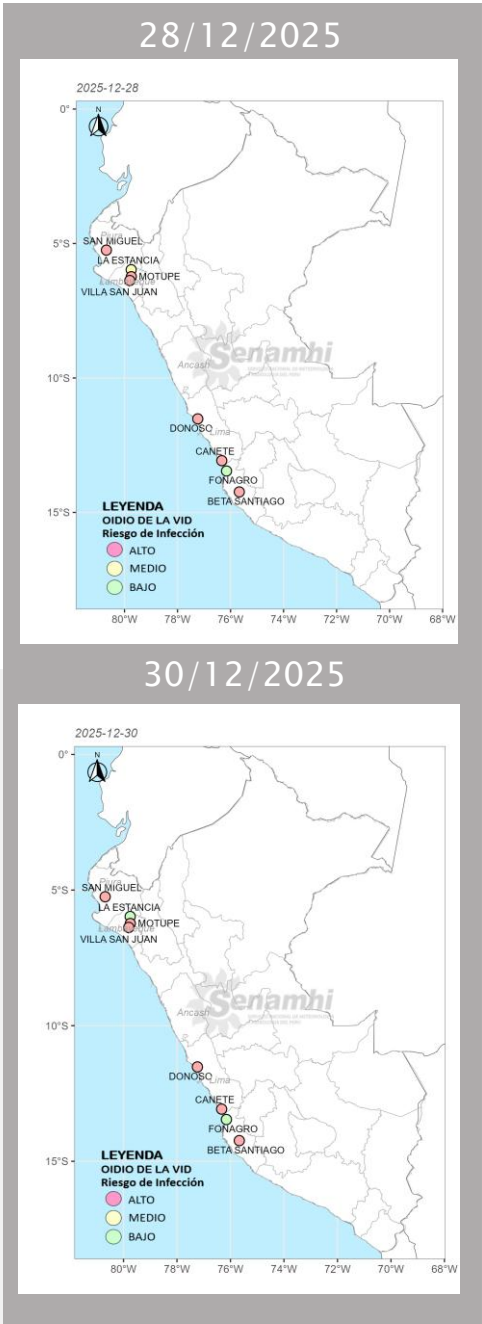 28/12/2025
2025-12-28
N
0°
Piura
SAN MIGUEL
5°S
LA ESTANCIA
MOTUPE
Lambayeque
VILLA SAN JUAN
Senamhi
Ancash
10°S
DONOSO
Lima
CANETE
FONAGRO
BETA SANTIAGO
LEYENDA
OIDIO DE LA VID
15°S
Riesgo de Infección
ALTO
MEDIO
BAJO
80°W 78°W 76°W 74°W 72°W 70°W 68°W
30/12/2025
2025-12-30
N
0°
Piura
SAN MIGUEL
5°S
LA ESTANCIA
MOTUPE
Lambayeque
VILLA SAN JUAN
Senamhi
Ancash
10°S
DONOSO
Lima
CANETE
FONAGRO
BETA SANTIAGO
LEYENDA
15°S
OIDIO DE LA VID
Riesgo de Infección
ALTO
MEDIO
BAJO
80°W 78°W 76°W 74°W 72°W 70°W 68°W